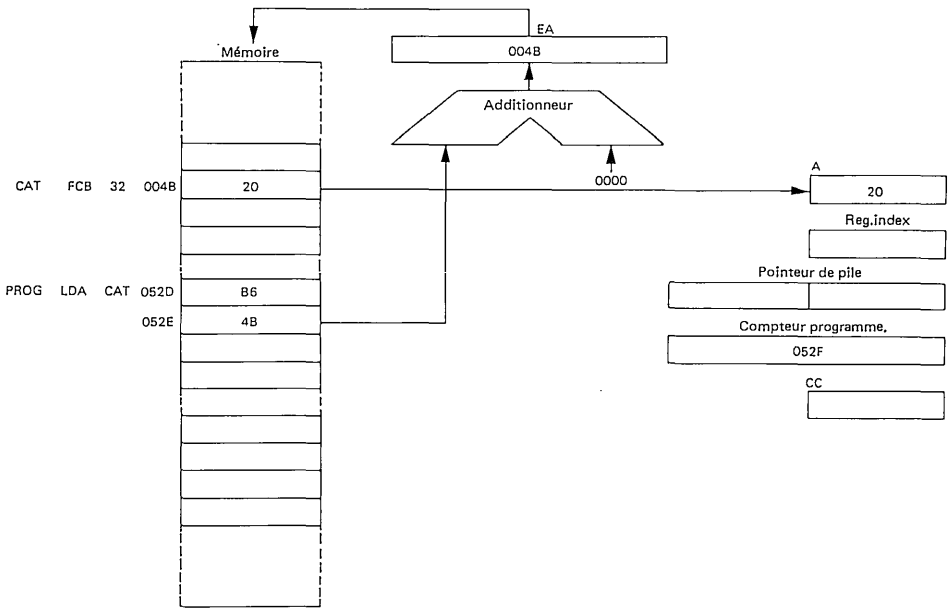 EA
Mémoire
004B
Additionneur
0000
A
CAT FCB 32 004B 20
20
Reg.index
Pointeur de pile
PROG LDA CAT 052D B6
052E 4B
Compteur programme.
052F
CC